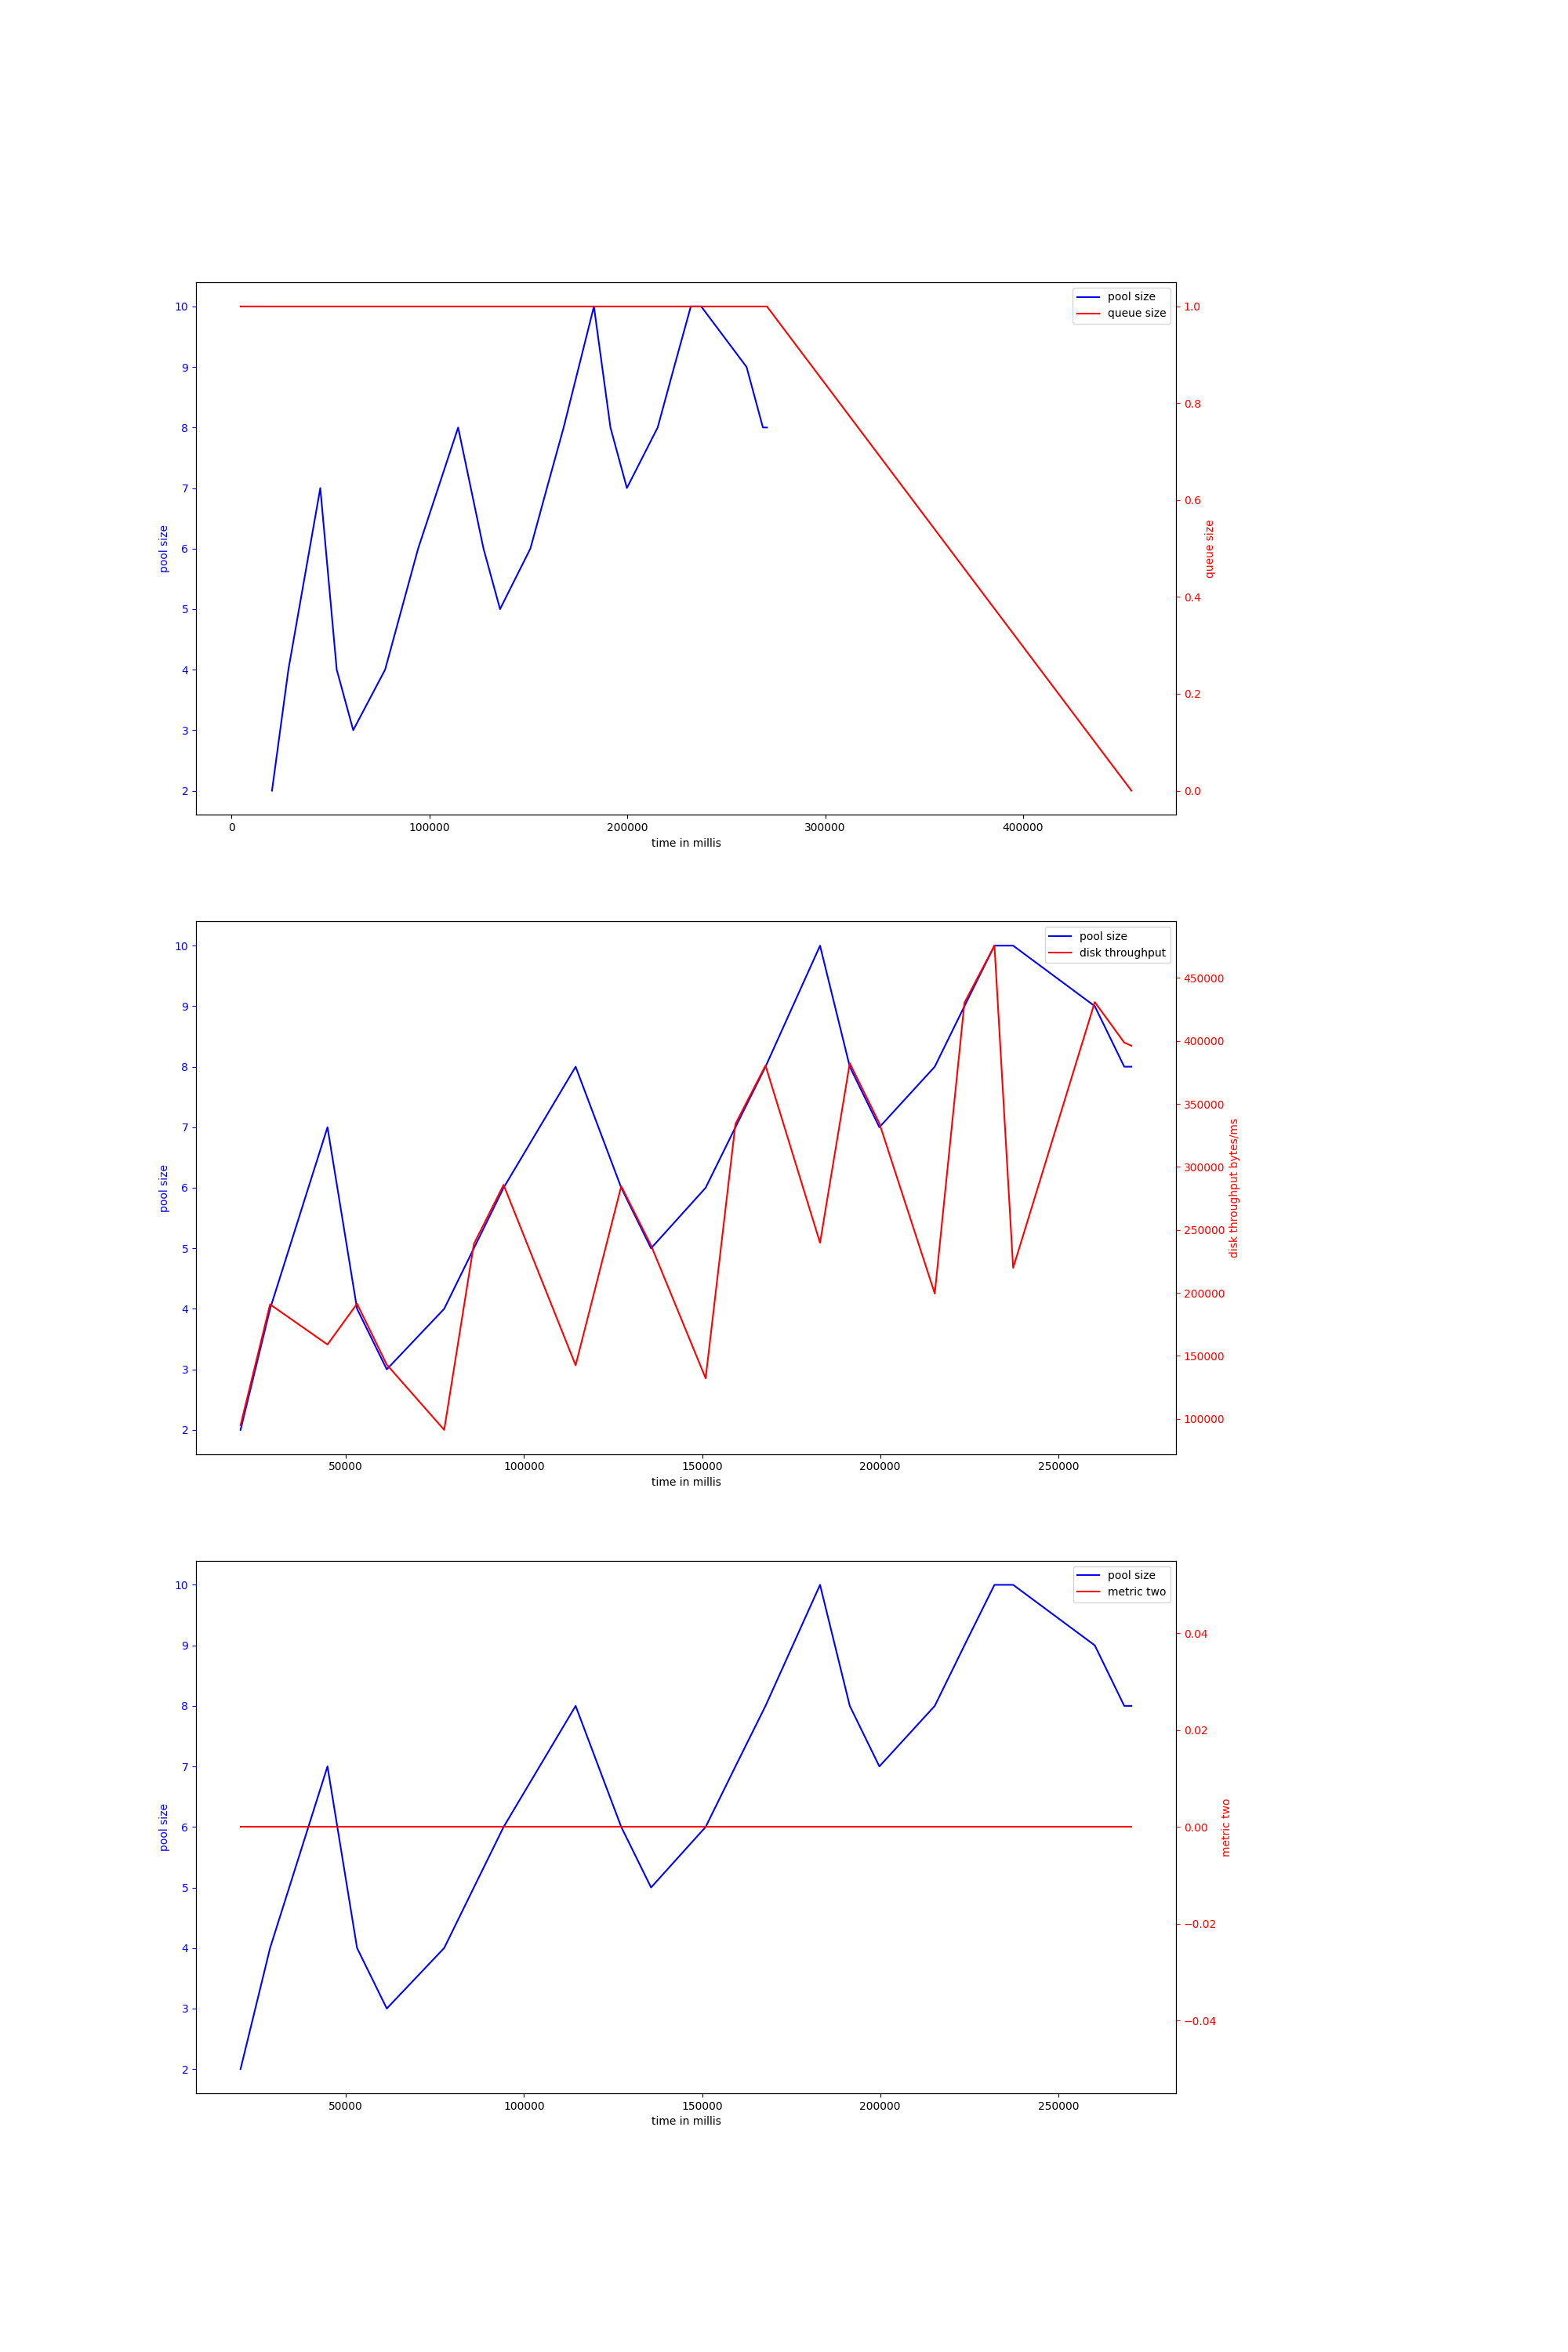 pool size
queue size
10
9
8
7
6
5
4
3
2
pool size
1.0
0.8
0.6
0.4
0.2
0.0
queue size
0 100000 200000 300000 400000
time in millis
pool size
disk throughput
10
9
8
7
6
5
4
3
2
pool size
450000
400000
350000
300000
250000
200000
150000
100000
disk throughput bytes/ms
50000 100000 150000 200000 250000
time in millis
pool size
metric two
10
9
8
7
6
5
4
3
2
pool size
0.04
0.02
0.00
−0.02
−0.04
metric two
50000 100000 150000 200000 250000
time in millis